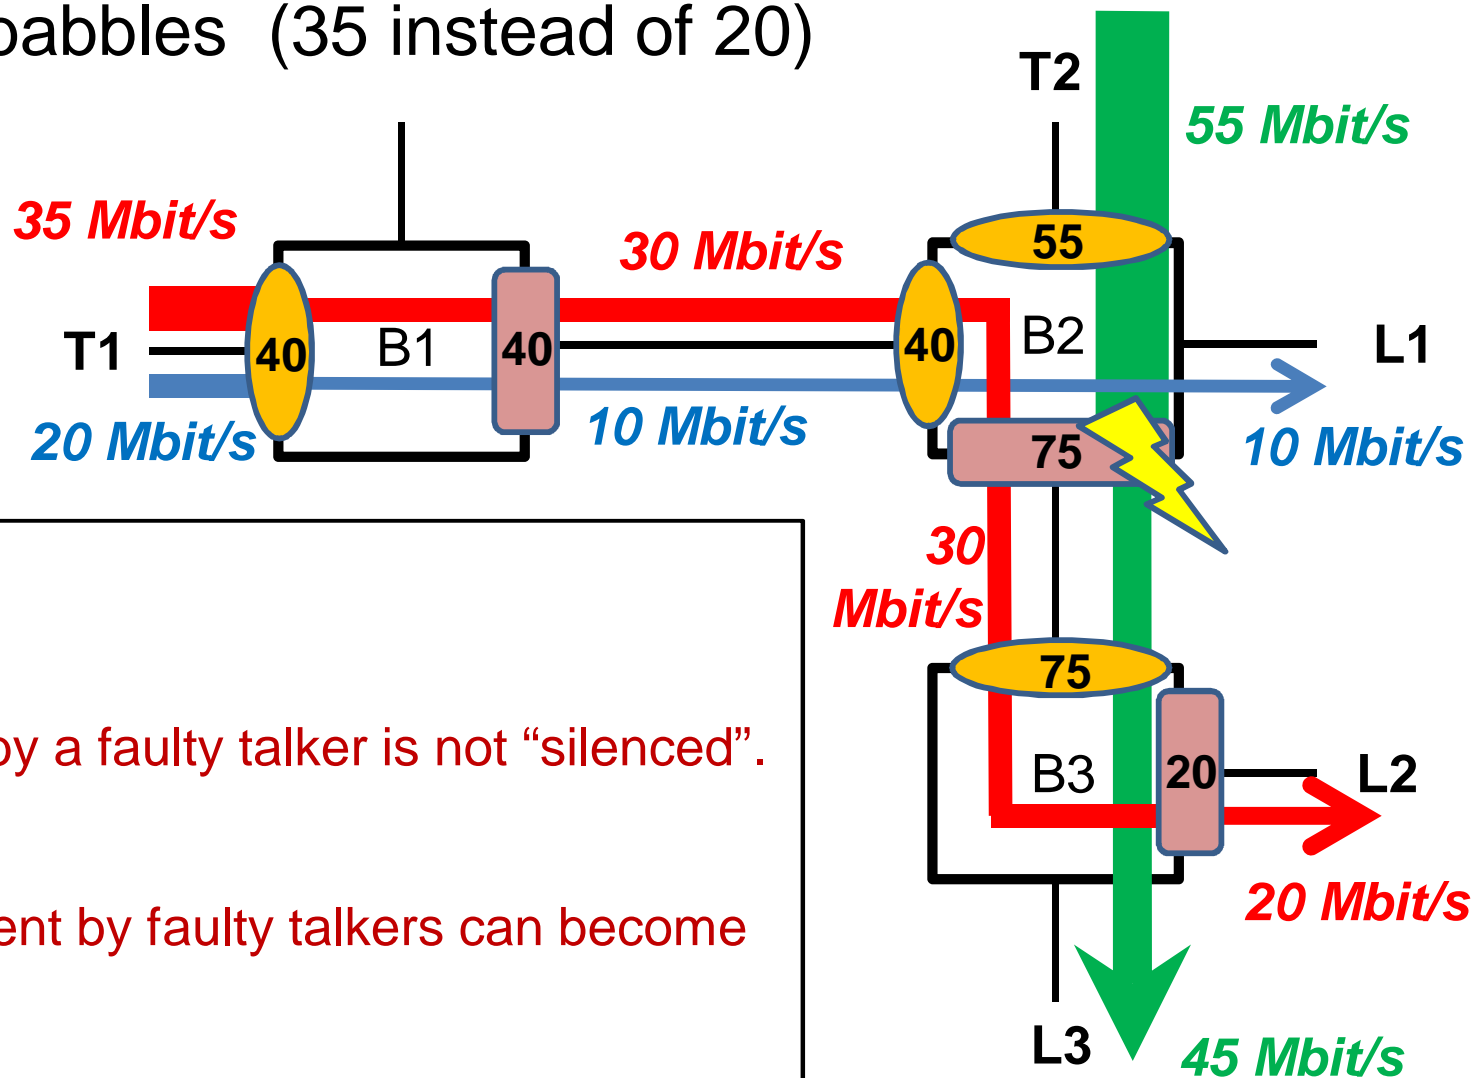 babbles (35 instead of 20)
T2
55 Mbit/s
35 Mbit/s
30 Mbit/s
55
T1
40
B1
40
40
B2
L1
20 Mbit/s
10 Mbit/s
75
10 Mbit/s
30
Mbit/s
75
by a faulty talker is not “silenced”.
B3
20
L2
ent by faulty talkers can become
20 Mbit/s
L3
45 Mbit/s